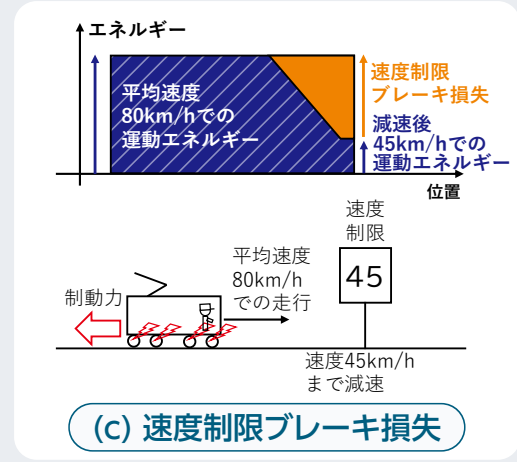 エネルギー
平均速度
80km/hでの
運動エネルギー
速度制限
ブレーキ損失
減速後
45km/hでの
運動エネルギー
位置
速度
制限
45
平均速度
80km/h
での走行
制動力
速度45km/h
まで減速
(c) 速度制限ブレーキ損失